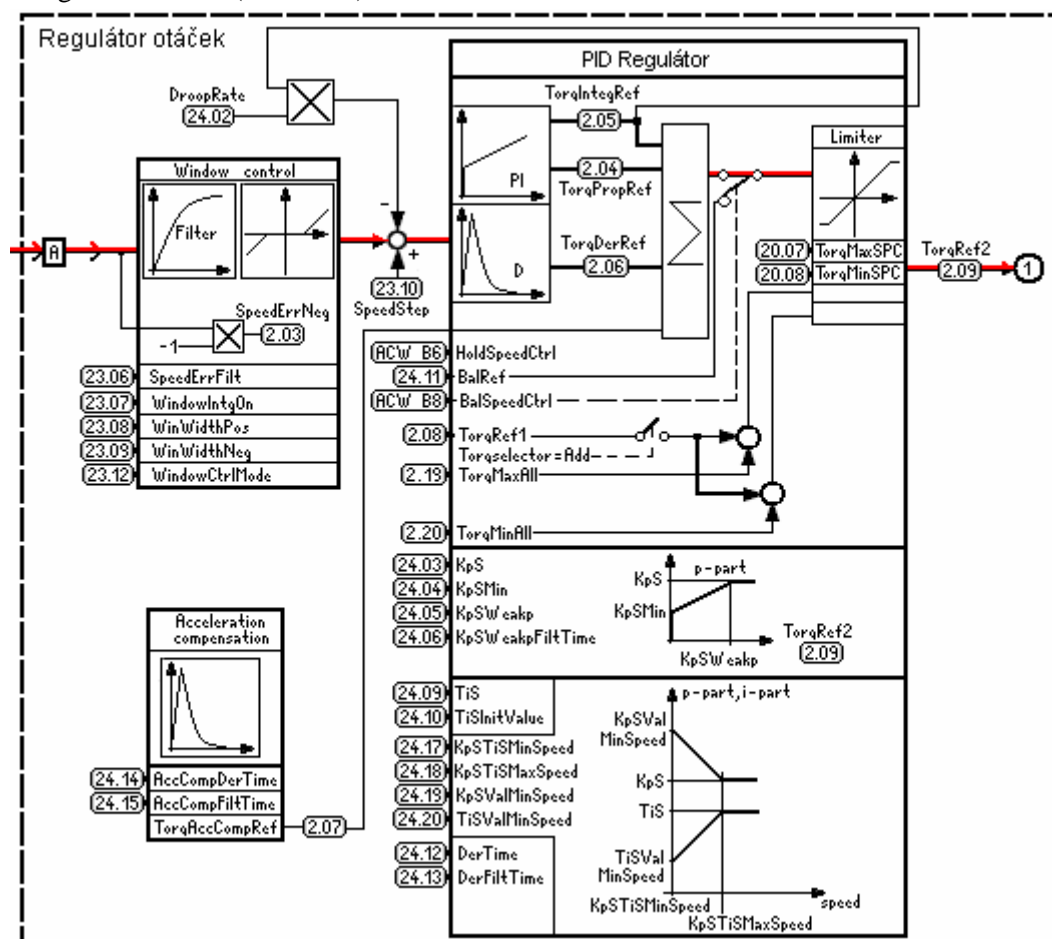 Regulátor otáček
PID Regulátor
DroopRate
24.02
TorqIntegRef
2.05
Limiter
Window control
PI
2.04
TorqPropRef
Filter
A
-
+
TorqDerRef
D
2.06
20.07 TorqMaxSPC
20.08 TorqMinSPC
TorqRef2
2.09
1
23.10
SpeedStep
SpeedErrNeg
-1
2.03
ACW B6 HoldSpeedCtrl
24.11 BalRef
ACW B8 BalSpeedCtrl
23.06 SpeedErrFilt
23.07 WindowIntgOn
23.08 WinWidthPos
23.09 WinWidthNeg
23.12 WindowCtrlMode
2.08 TorqRef1
Torqselector=Add
2.19 TorqMaxAll
2.20 TorqMinAll
24.03 KpS
24.04 KpSMin
24.05 KpSWeakp
24.06 KpSWeakpFiltTime
p-part
KpS
KpSMin
KpSWeakp
TorqRef2
2.09
Acceleration
compensation
24.14 AccCompDerTime
24.15 AccCompFiltTime
TorqAccCompRef 2.07
24.09 TiS
24.10 TiSInitValue
24.17 KpSTiSMinSpeed
24.18 KpSTiSMaxSpeed
24.19 KpSValMinSpeed
24.20 TiSValMinSpeed
24.12 DerTime
24.13 DerFiltTime
p-part,i-part
KpSVal
MinSpeed
KpS
TiS
TiSVal
MinSpeed
speed
KpSTiSMinSpeed
KpSTiSMaxSpeed